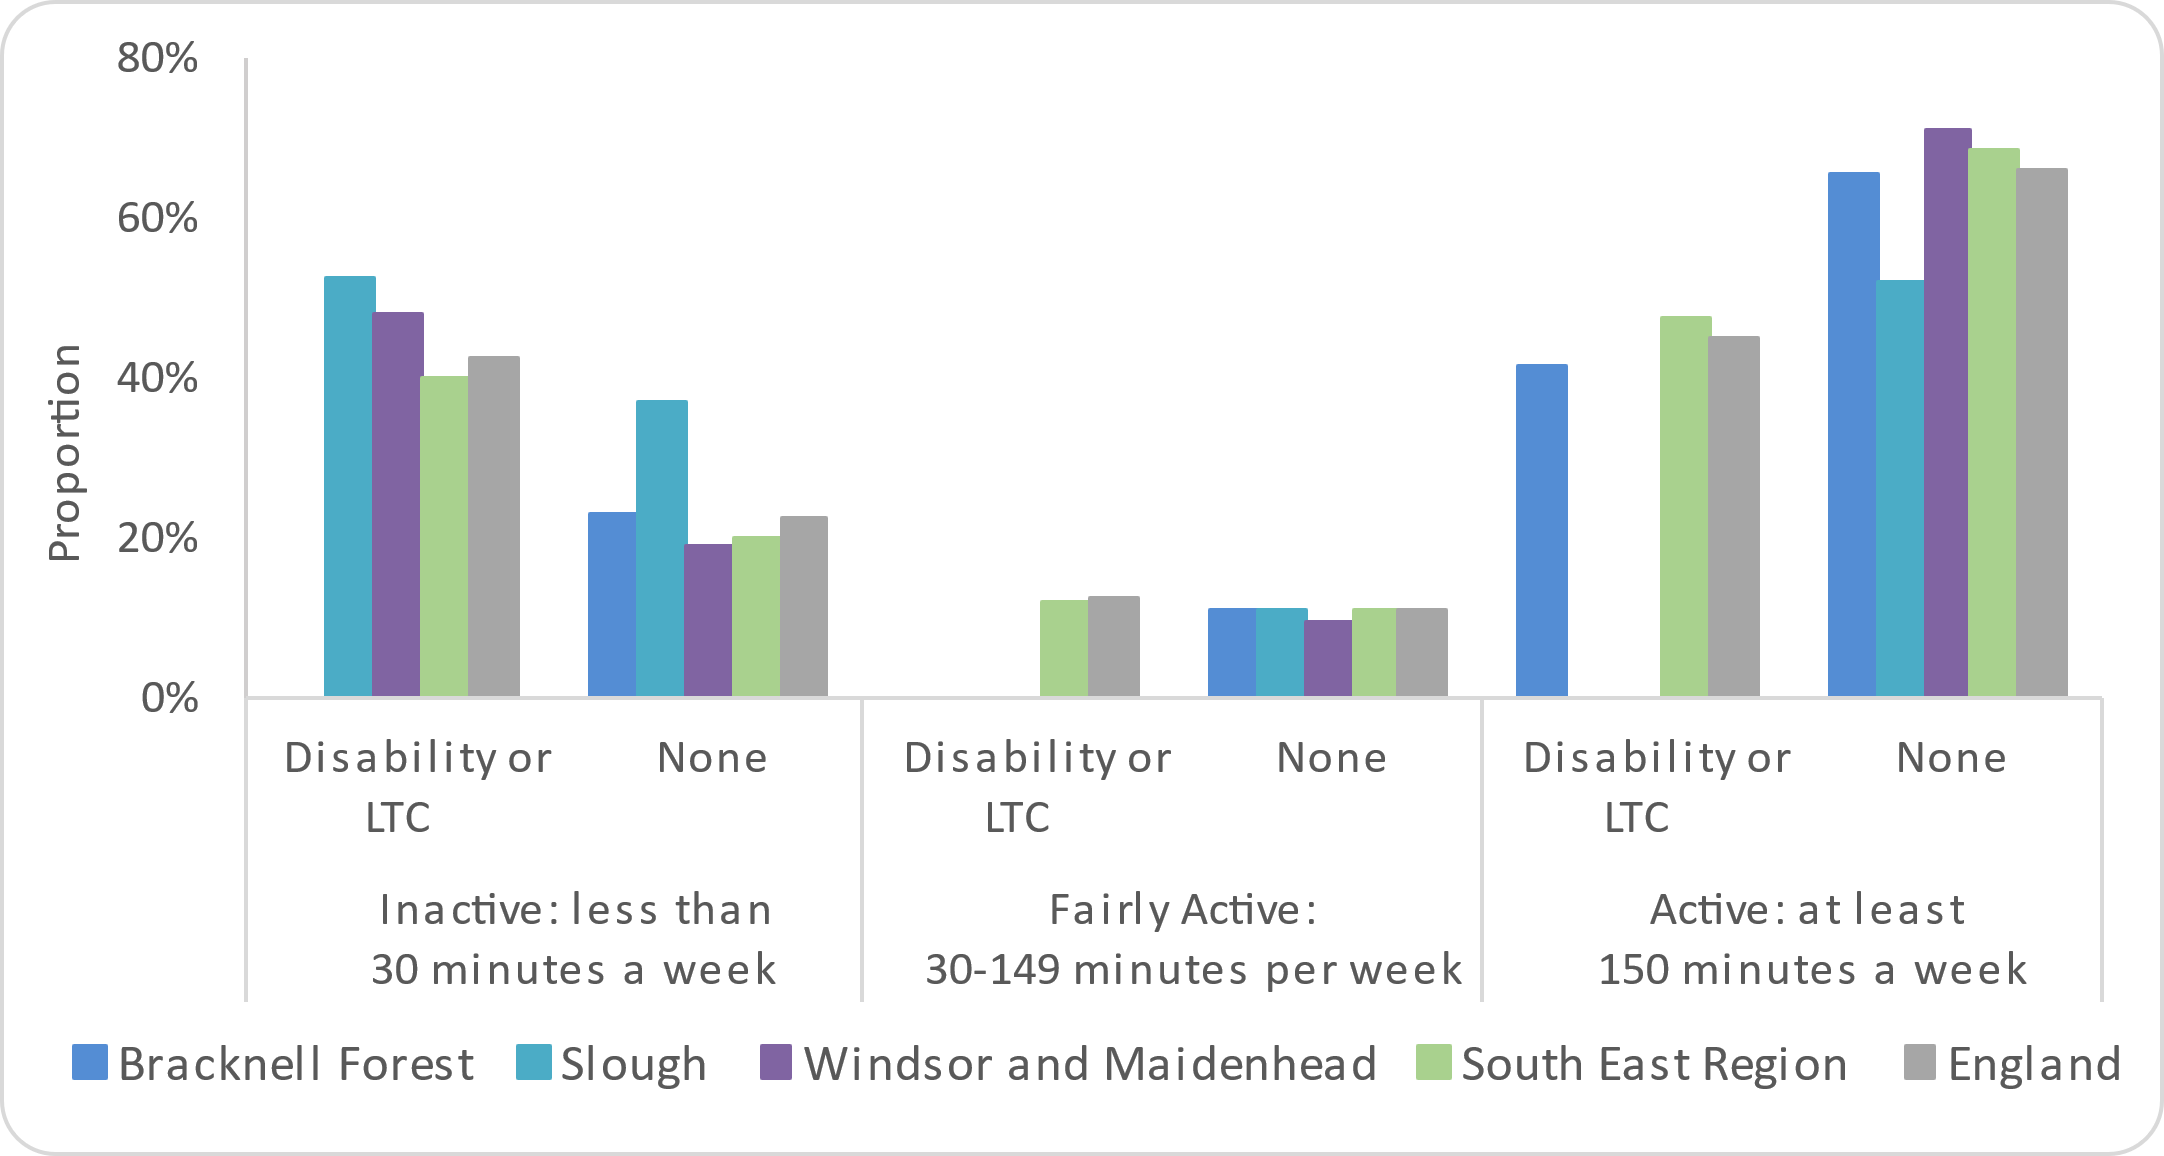 80%
60%
40%
20%
0%
Proportion
Disability or
LTC
None
Disability or
LTC
None
Disability or
LTC
None
Inactive: less than
30 minutes a week
Fairly Active:
30-149 minutes per week
Active: at least
150 minutes a week
Bracknell Forest
Slough
Windsor and Maidenhead
South East Region
England